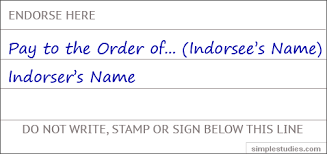 ENDORSE HERE
Pay to the Order of... (Indorsee's Name)
Indorser's Name
DO NOT WRITE, STAMP OR SIGN BELOW THIS LINE
simplestudies.com